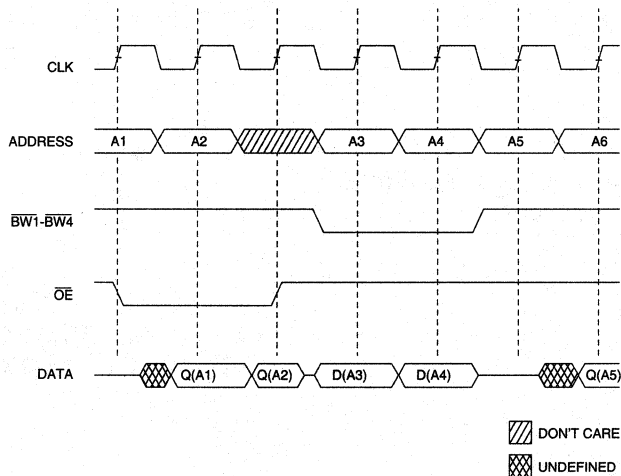 CLK
ADDRESS A1 A2 A3 A4 A5 A6
BW1-BW4
OE
DATA Q(A1) Q(A2) D(A3) D(A4) Q(A5)
DON'T CARE
UNDEFINED